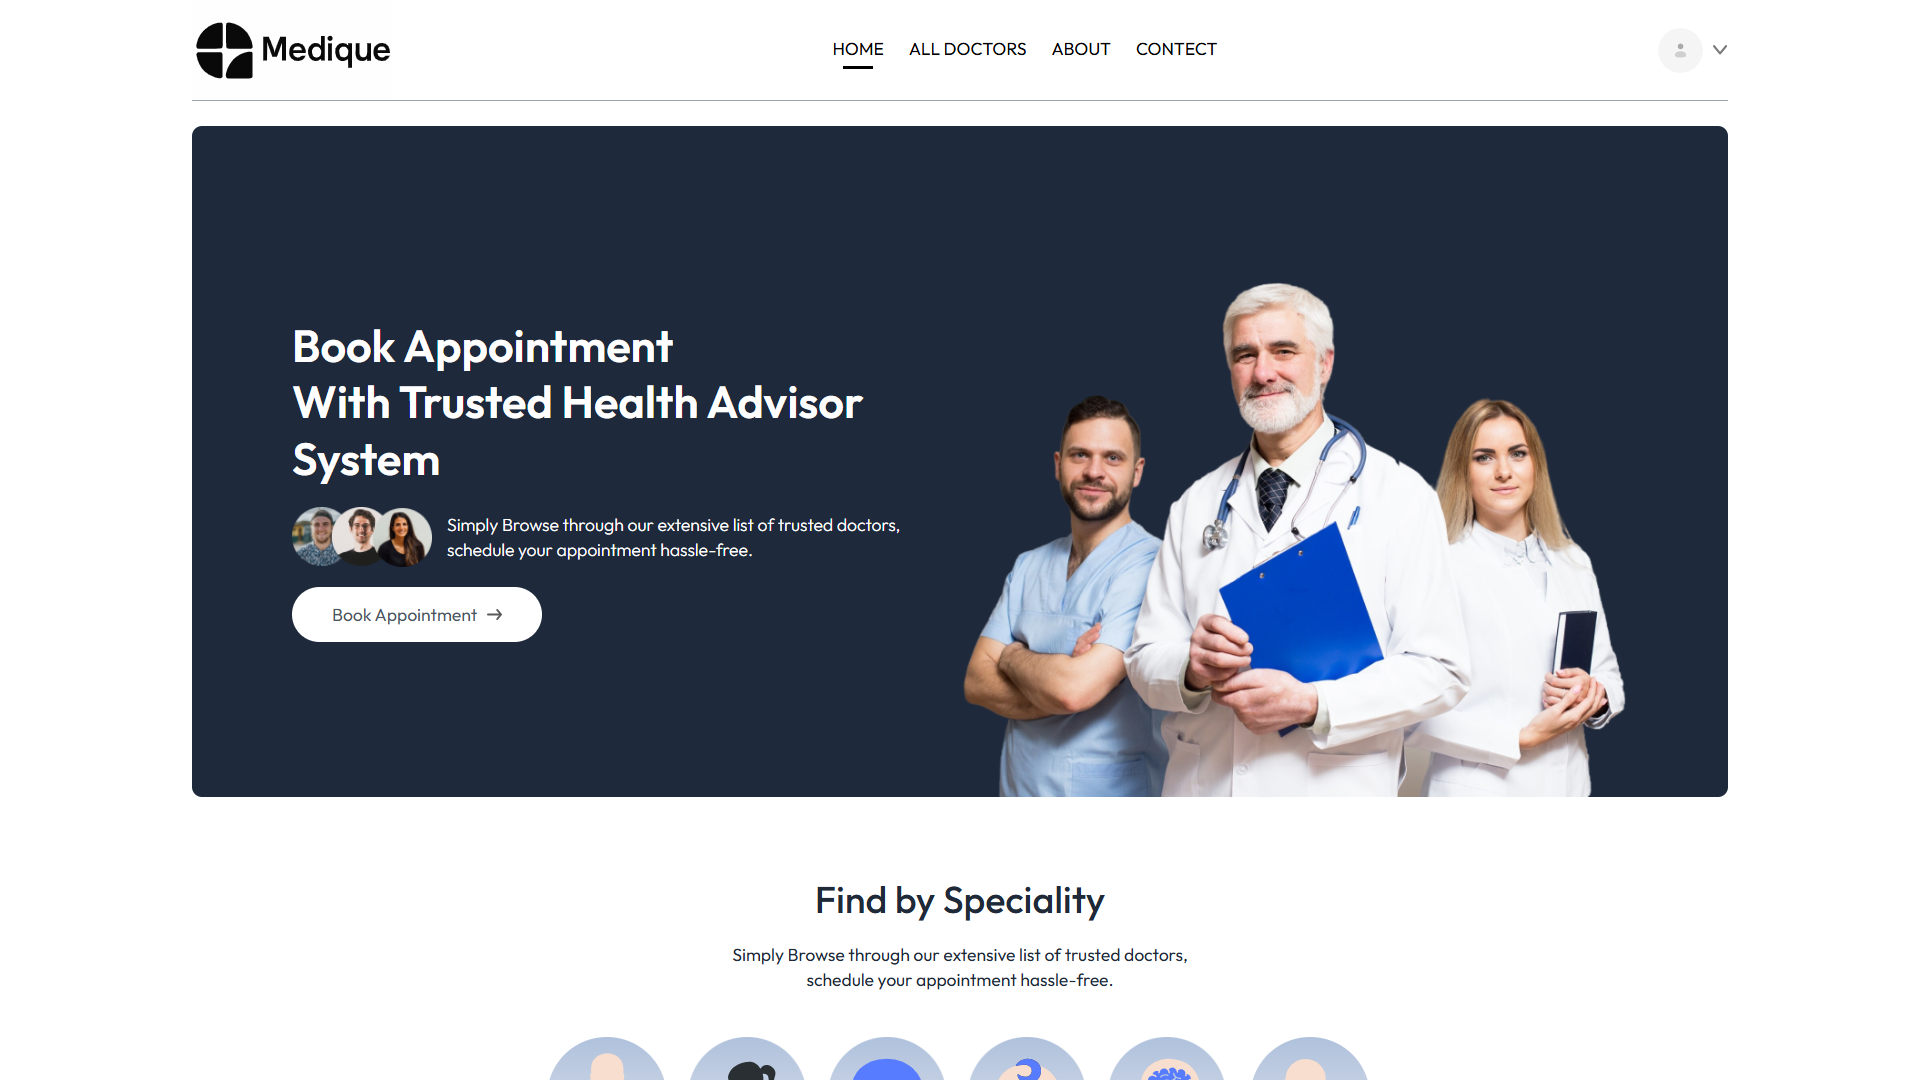 Medique
HOME
ALL DOCTORS
ABOUT
CONTECT
Book Appointment
With Trusted Health Advisor
System
Simply Browse through our extensive list of trusted doctors,
schedule your appointment hassle-free.
Book Appointment
Find by Speciality
Simply Browse through our extensive list of trusted doctors,
schedule your appointment hassle-free.